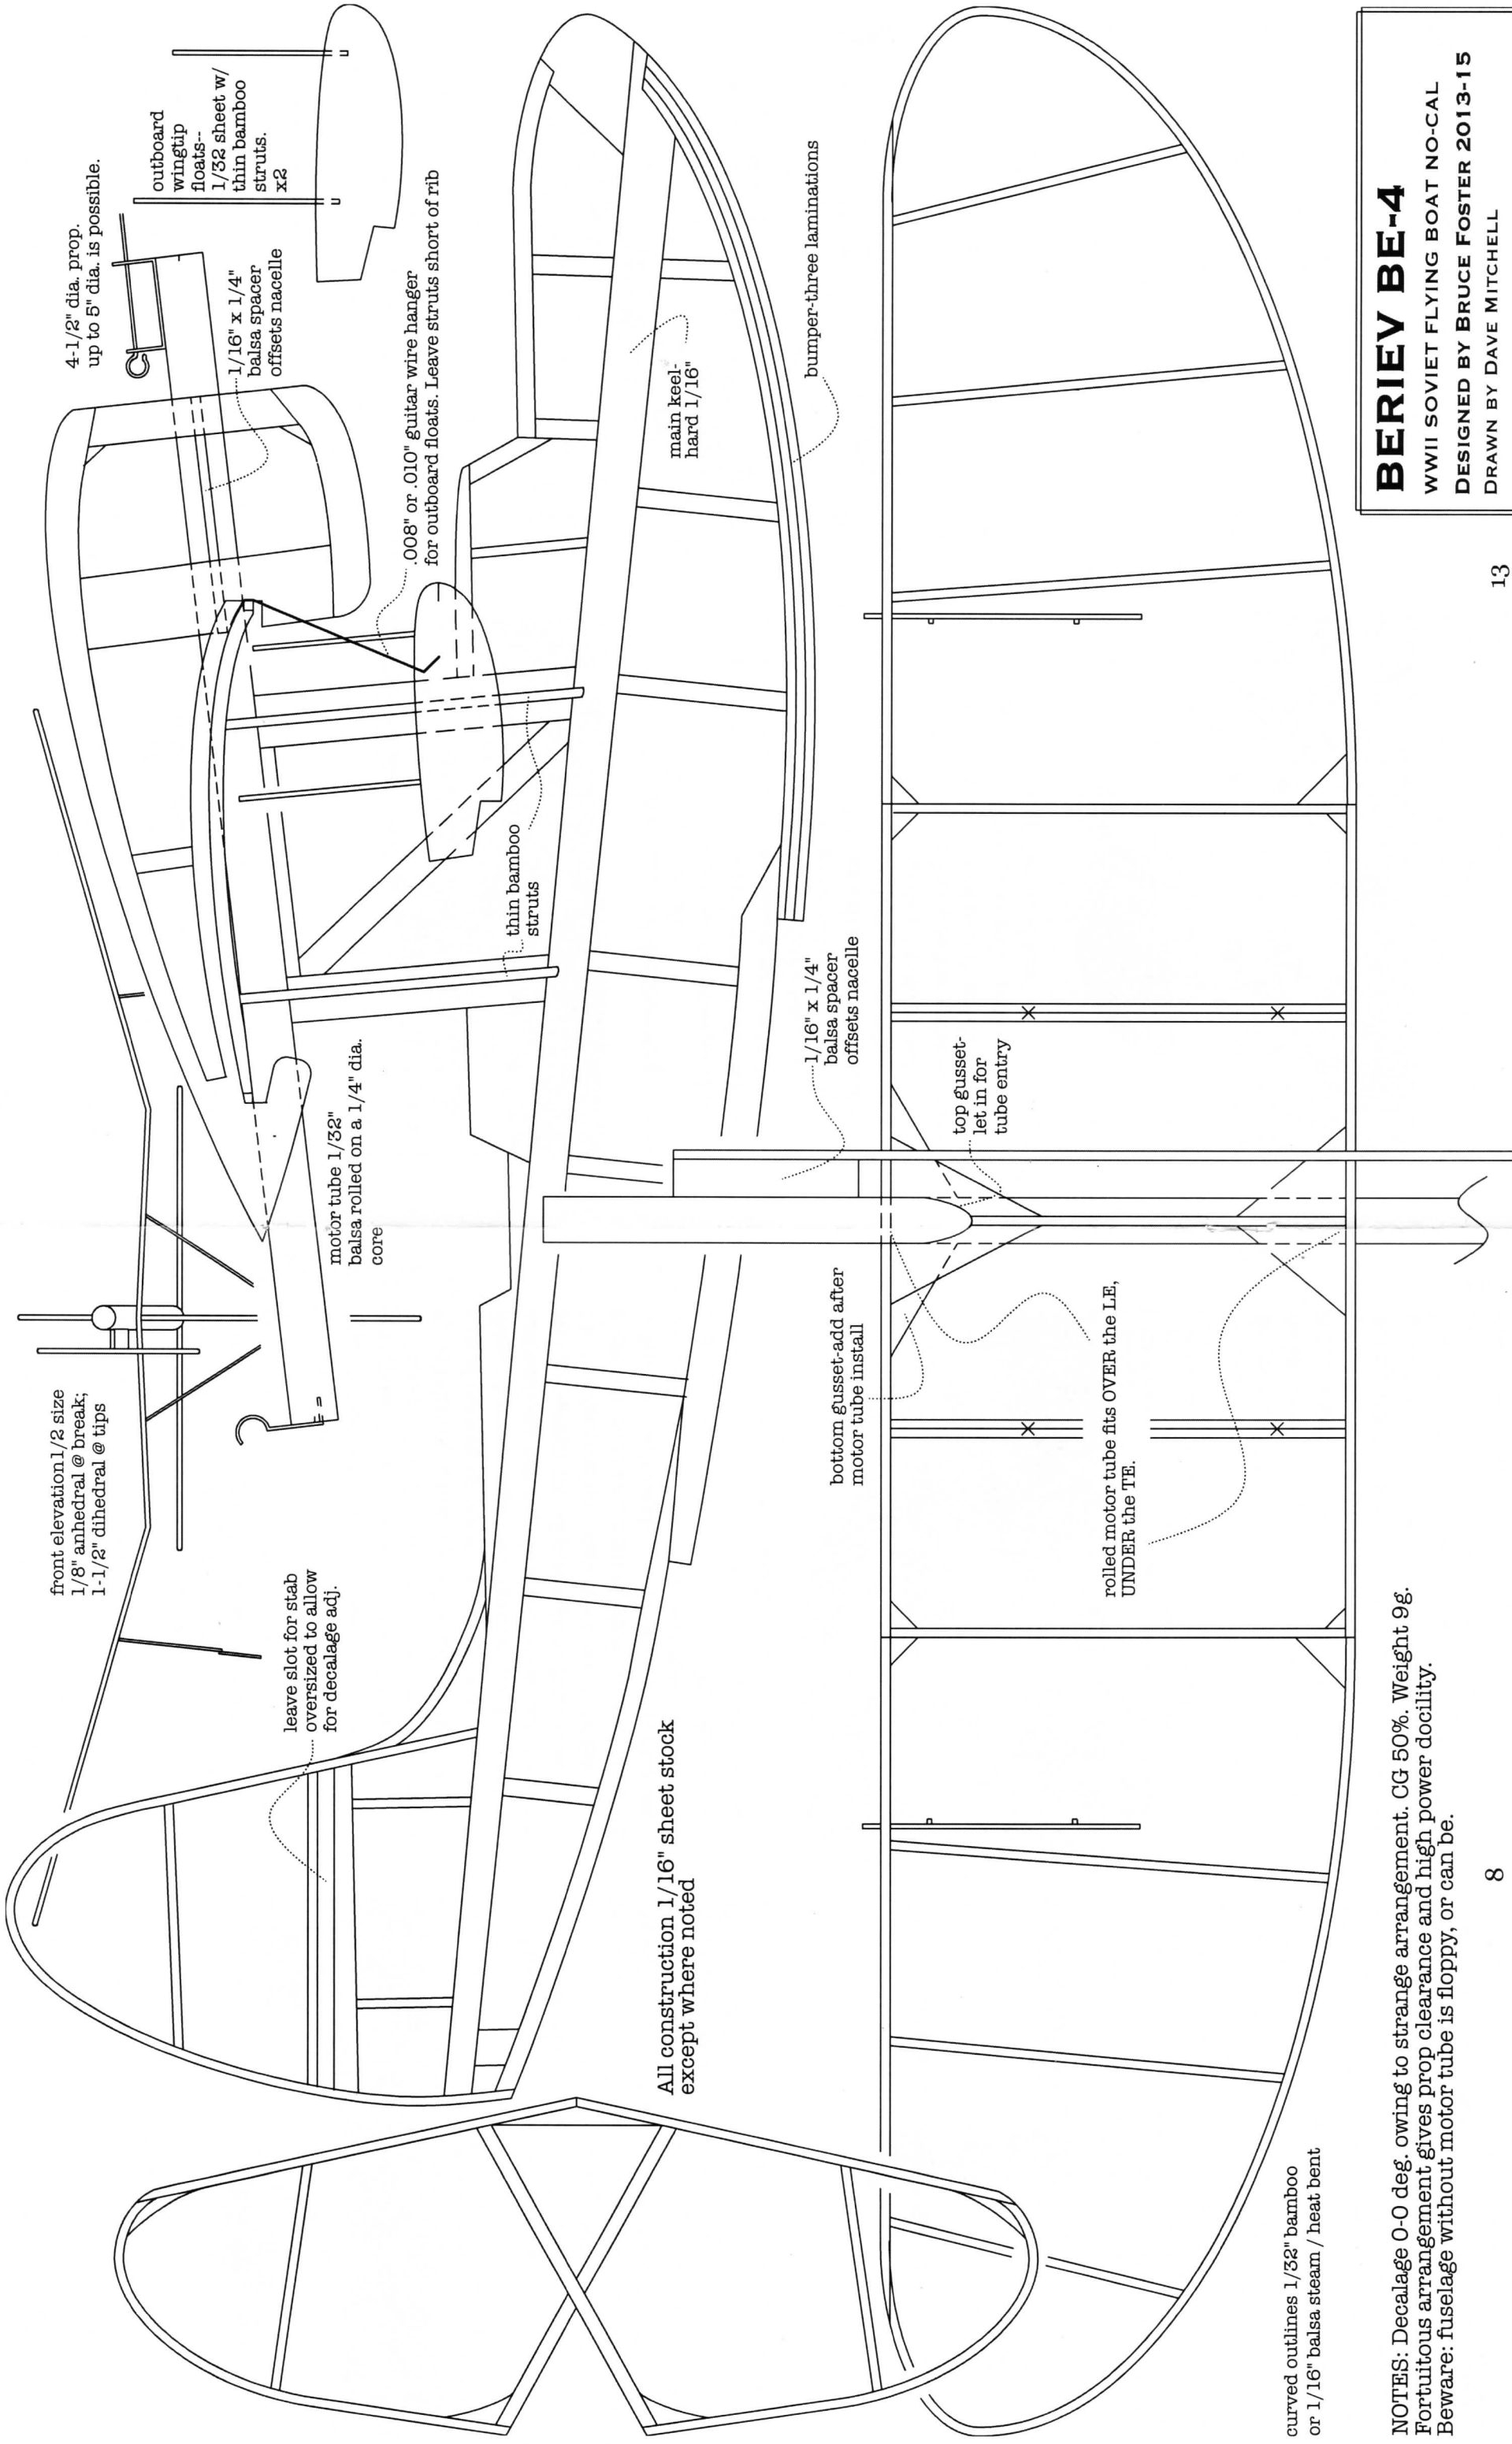 front elevation1/2 size
1/8" anhedral @ break;
1-1/2" dihedral @ tips
4-1/2" dia. prop.
up to 5" dia. is possible.
outboard
wingtip
floats--
1/32 sheet w/
thin bamboo
struts.
x2
1/16" x 1/4"
balsa spacer
offsets nacelle
.008" or .010" guitar wire hanger
for outboard floats. Leave struts short of rib
leave slot for stab
oversized to allow
for decalage adj.
motor tube 1/32"
balsa rolled on a 1/4" dia.
core
thin bamboo
struts
main keel-
hard 1/16"
bumper-three laminations
All construction 1/16" sheet stock
except where noted
1/16" x 1/4"
balsa spacer
offsets nacelle
bottom gusset-add after
motor tube install
top gusset-
let in for
tube entry
rolled motor tube fits OVER the LE,
UNDER the TE.
curved outlines 1/32" bamboo
or 1/16" balsa steam / heat bent
NOTES: Decalage 0-0 deg. owing to strange arrangement. CG 50%. Weight 9g.
Fortuitous arrangement gives prop clearance and high power docility.
Beware: fuselage without motor tube is floppy, or can be.
BERIEV BE-4
WWII SOVIET FLYING BOAT NO-CAL
DESIGNED BY BRUCE FOSTER 2013-15
DRAWN BY DAVE MITCHELL
8
13